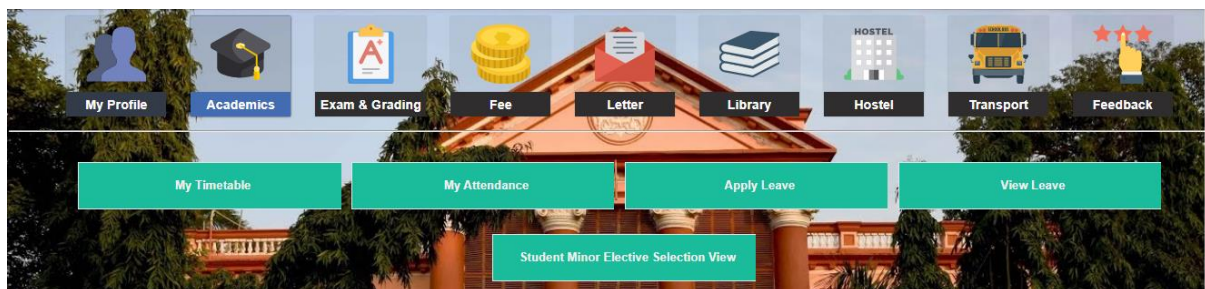 HOSTEL
My Profile
Academics
Exam & Grading
Fee
Letter
Library
Hostel
Transport
Feedback
My Timetable
My Attendance
Apply Leave
View Leave
Student Minor Elective Selection View